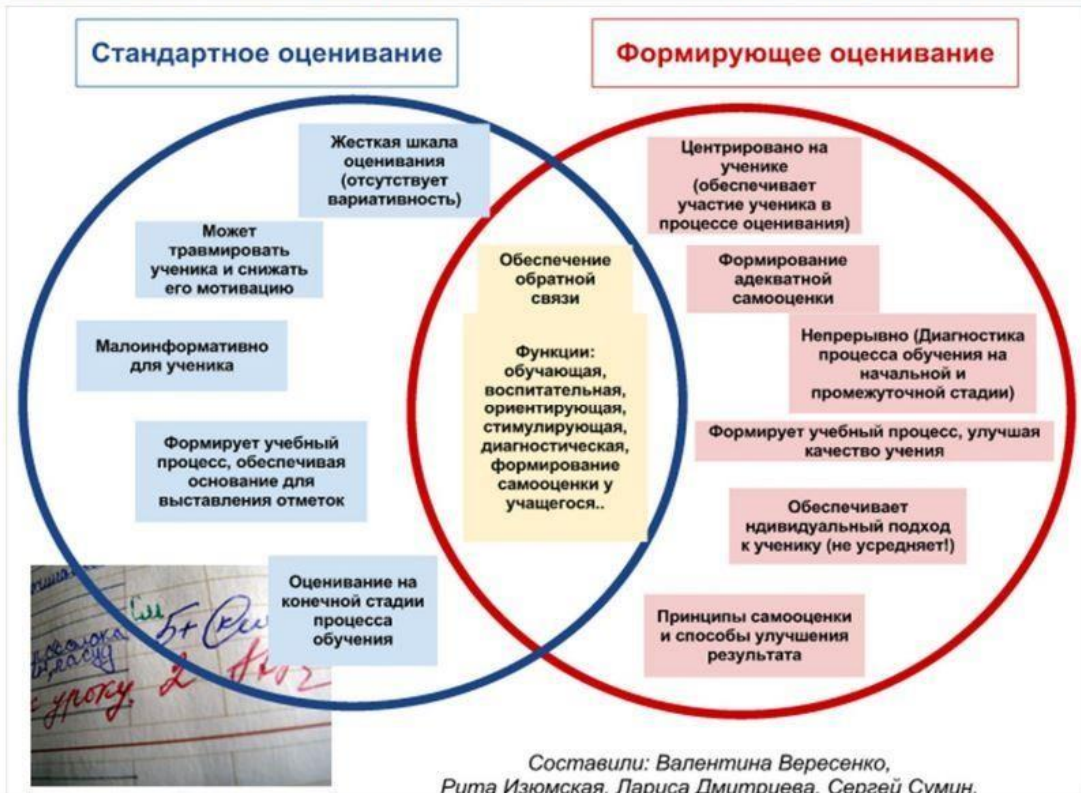 Стандартное оценивание
Формирующее оценивание
Жесткая шкала
оценивания
(отсутствует
вариативность)
Может
травмировать
ученика и снижать
его мотивацию
Малоинформативно
для ученика
Формирует учебный
процесс, обеспечивая
основание для
выставления отметок
Оценивание на
конечной стадии
процесса
обучения
Обеспечение
обратной
связи
Функции:
обучающая,
воспитательная,
ориентирующая,
стимулирующая,
диагностическая,
формирование
самооценки у
учащегося..
Центрировано на
ученике
(обеспечивает
участие ученика в
процессе оценивания)
Формирование
адекватной
самооценки
Непрерывно (Диагностика
процесса обучения на
начальной и
промежуточной стадии)
Формирует учебный процесс, улучшая
качество учения
Обеспечивает
ндивидуальный подход
к ученику (не усредняет!)
Принципы самооценки
и способы улучшения
результата
5+
уроку. 2
Составили: Валентина Вересенко,
Рита Изюмская, Лариса Дмитриева, Сергей Сумин.